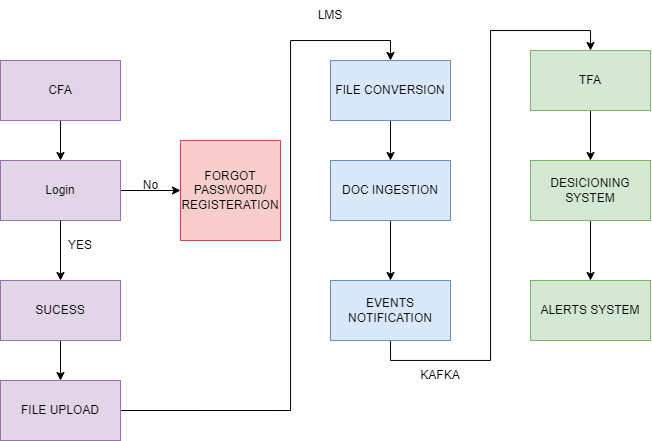 LMS
CFA
Login
No
FORGOT
PASSWORD/
REGISTERATION
YES
SUCESS
FILE UPLOAD
FILE CONVERSION
DOC INGESTION
EVENTS
NOTIFICATION
KAFKA
TFA
DESICIONING
SYSTEM
ALERTS SYSTEM